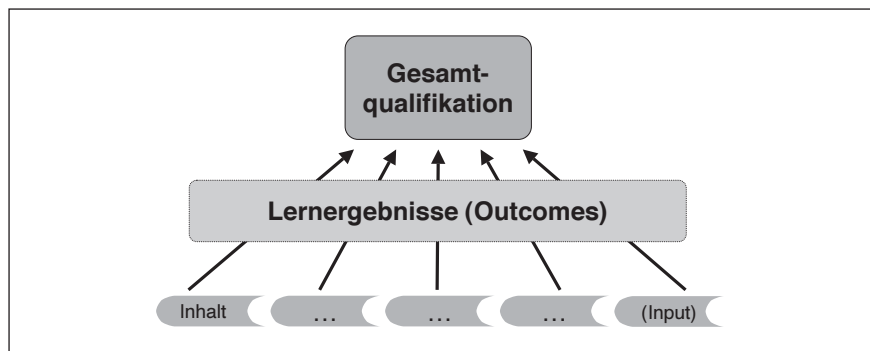 Gesamt-
qualifikation
Lernergebnisse (Outcomes)
Inhalt ... ... ... (Input)